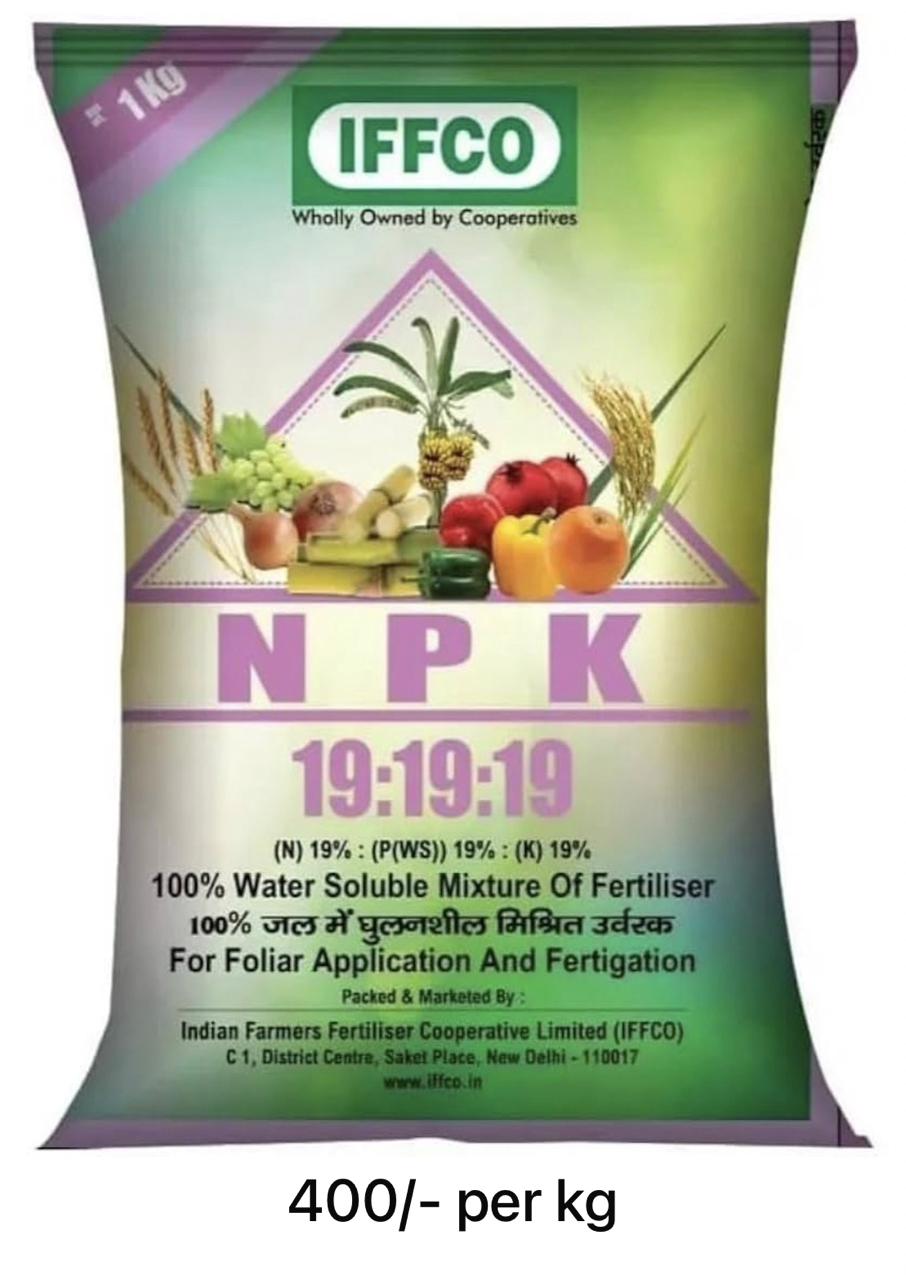 1 Kg
IFFCO
Wholly Owned by Cooperatives
N P K
19:19:19
(N) 19% : (P(WS)) 19% : (K) 19%
100% Water Soluble Mixture Of Fertiliser
100% जल में घुलनशील मिश्रित उर्वरक
For Foliar Application And Fertigation
Packed & Marketed By :
Indian Farmers Fertiliser Cooperative Limited (IFFCO)
C 1, District Centre, Saket Place, New Delhi - 110017
www.iffco.in
400/- per kg